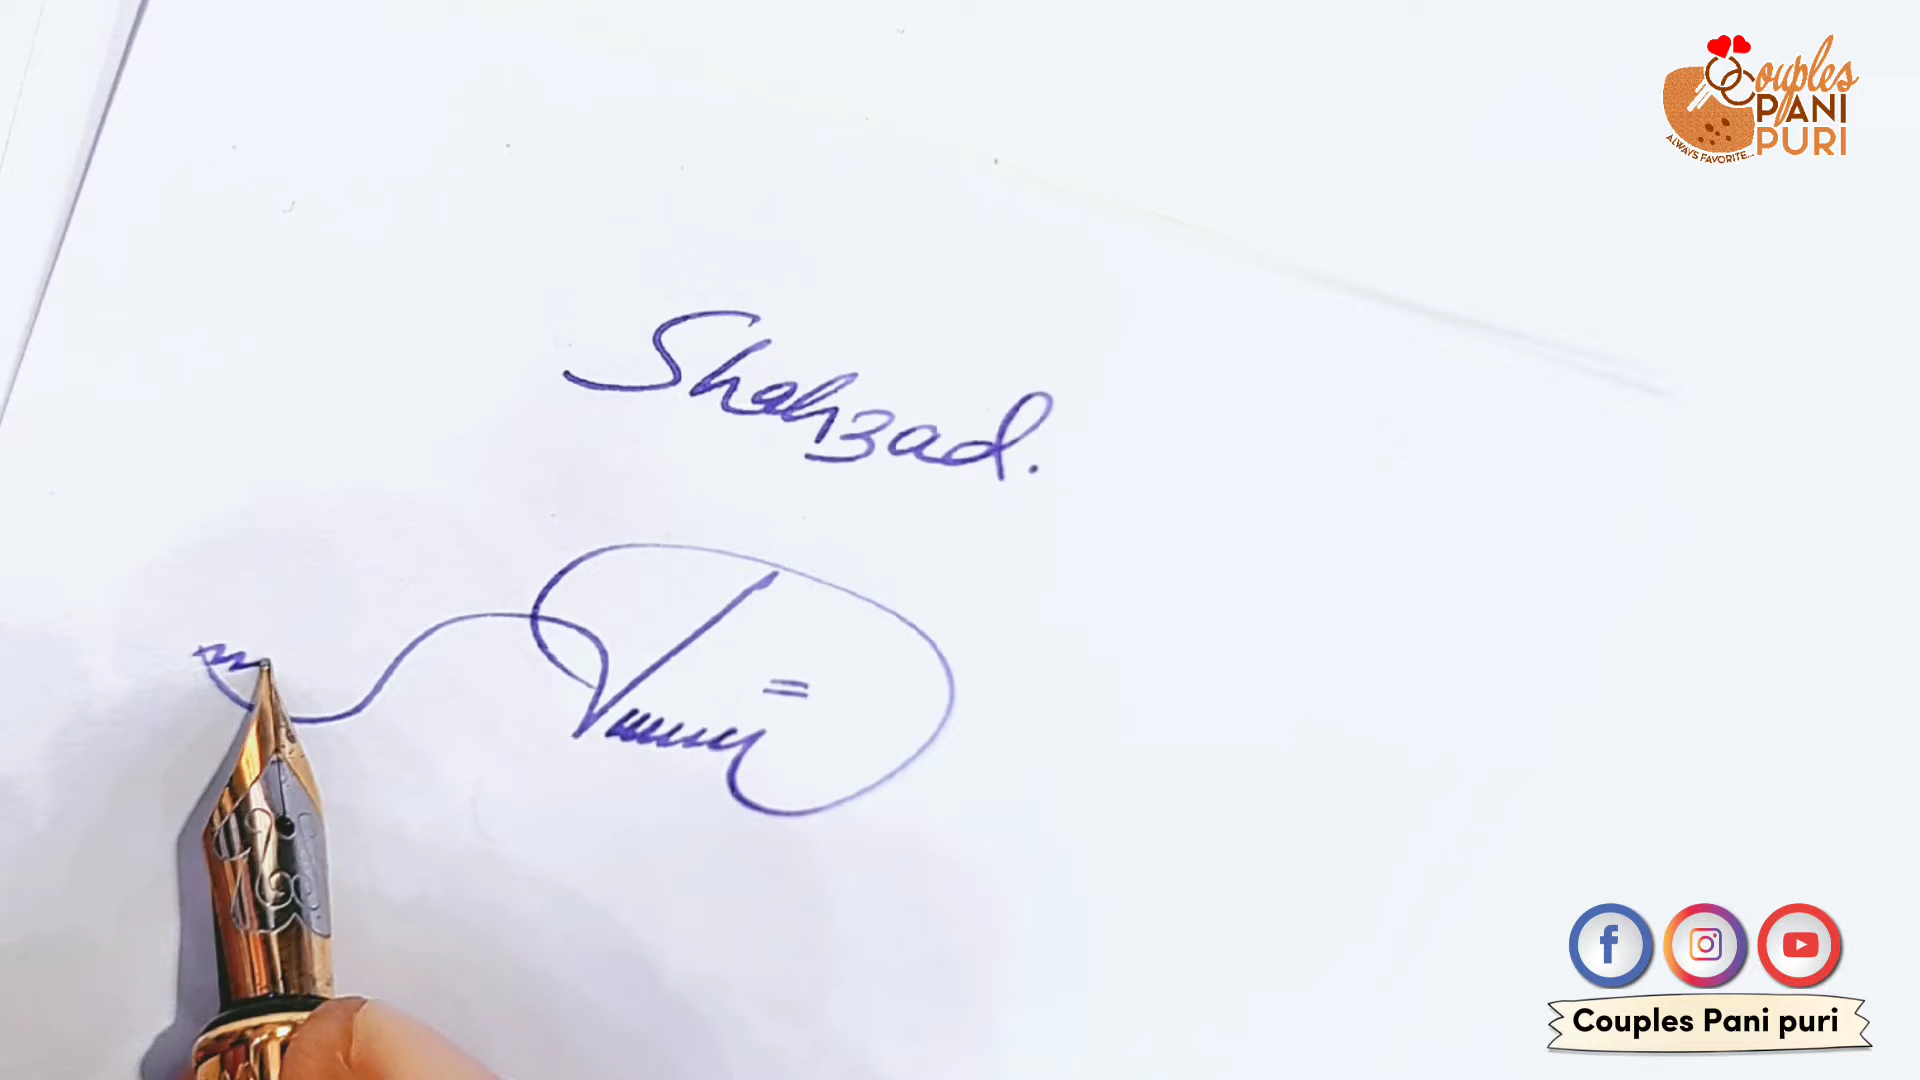 Couples
PANI
PURI
ALWAYS FAVORITE...
Shahzad.
Couples Pani puri